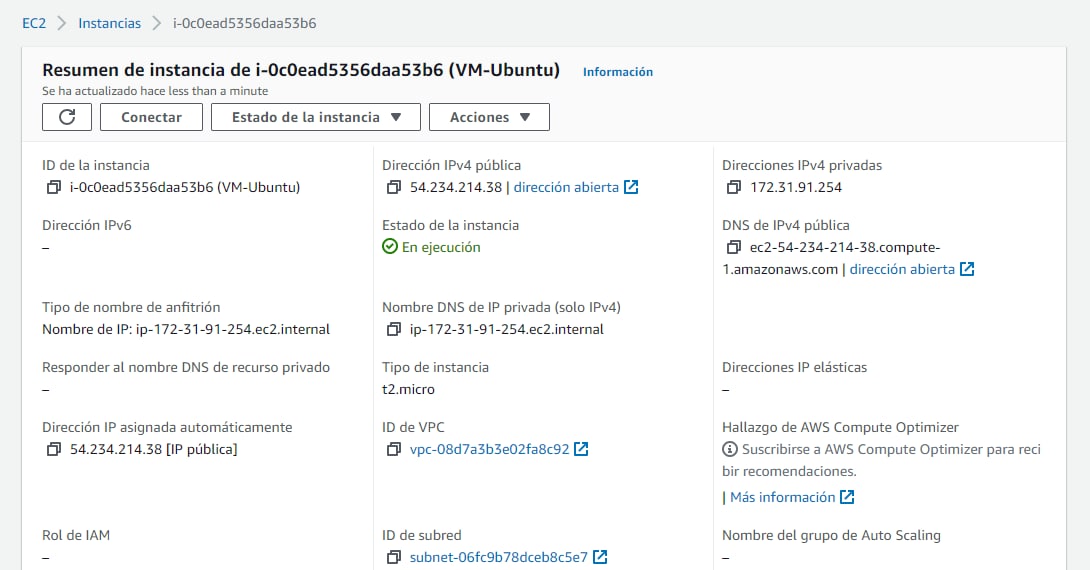 EC2 > Instancias > i-0c0ead5356daa53b6
Resumen de instancia de i-0c0ead5356daa53b6 (VM-Ubuntu) Información
Se ha actualizado hace less than a minute
Conectar Estado de la instancia ▼ Acciones ▼
ID de la instancia
i-0c0ead5356daa53b6 (VM-Ubuntu)
Dirección IPv4 pública
54.234.214.38 | dirección abierta
Direcciones IPv4 privadas
172.31.91.254
Dirección IPv6
–
Estado de la instancia
En ejecución
DNS de IPv4 pública
ec2-54-234-214-38.compute-
1.amazonaws.com | dirección abierta
Tipo de nombre de anfitrión
Nombre de IP: ip-172-31-91-254.ec2.internal
Nombre DNS de IP privada (solo IPv4)
ip-172-31-91-254.ec2.internal
Responder al nombre DNS de recurso privado
–
Tipo de instancia
t2.micro
Direcciones IP elásticas
–
Dirección IP asignada automáticamente
54.234.214.38 [IP pública]
ID de VPC
vpc-08d7a3b3e02fa8c92
Hallazgo de AWS Compute Optimizer
Suscribirse a AWS Compute Optimizer para reci
bir recomendaciones.
| Más información
Rol de IAM
–
ID de subred
subnet-06fc9b78dceb8c5e7
Nombre del grupo de Auto Scaling
–